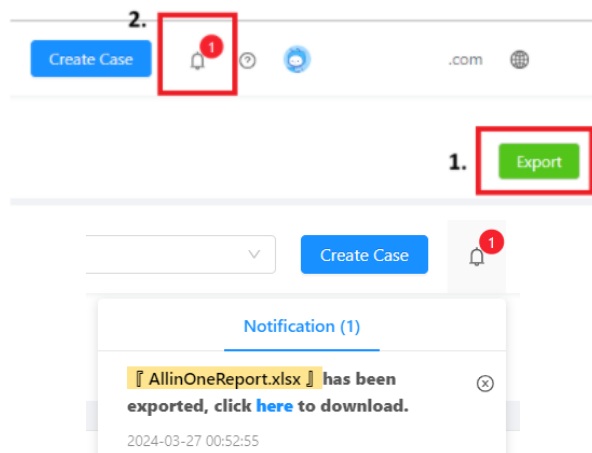 2.
Create Case 1 ? .com
1. Export
Create Case 1
Notification (1)
『 AllinOneReport.xlsx 』has been
exported, click here to download.
2024-03-27 00:52:55